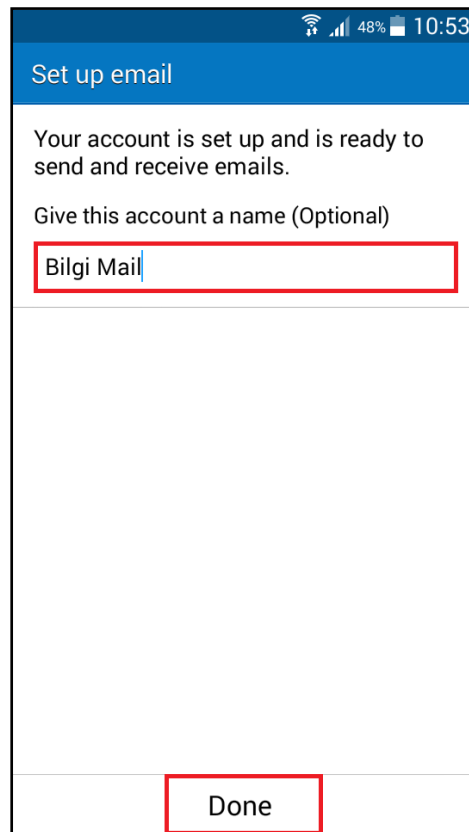 48% 10:53
Set up email
Your account is set up and is ready to
send and receive emails.
Give this account a name (Optional)
Bilgi Mail
Done